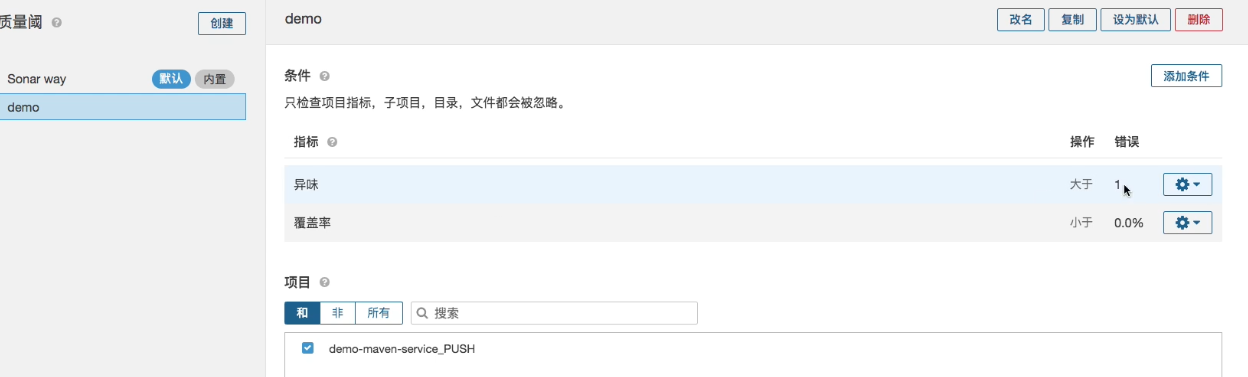 质量阈
创建
Sonar way 默认 内置
demo
demo
改名 复制 设为默认 删除
条件
添加条件
只检查项目指标，子项目，目录，文件都会被忽略。
指标 操作 错误
异味 大于 1
覆盖率 小于 0.0%
项目
和 非 所有 搜索
demo-maven-service_PUSH